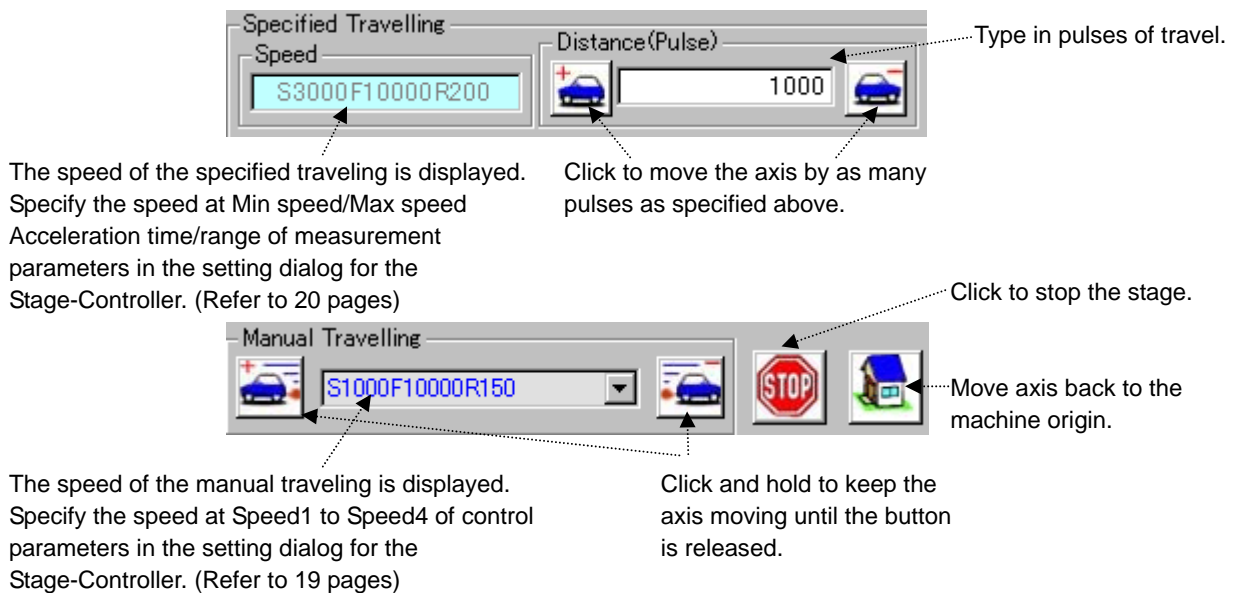 Specified Travelling
Speed
S3000F10000R200
Distance(Pulse)
+
1000
-
Type in pulses of travel.
The speed of the specified traveling is displayed.
Specify the speed at Min speed/Max speed
Acceleration time/range of measurement
parameters in the setting dialog for the
Stage-Controller. (Refer to 20 pages)
Click to move the axis by as many
pulses as specified above.
Click to stop the stage.
Manual Travelling
+
S1000F10000R150
-
STOP
Move axis back to the
machine origin.
The speed of the manual traveling is displayed.
Specify the speed at Speed1 to Speed4 of control
parameters in the setting dialog for the
Stage-Controller. (Refer to 19 pages)
Click and hold to keep the
axis moving until the button
is released.